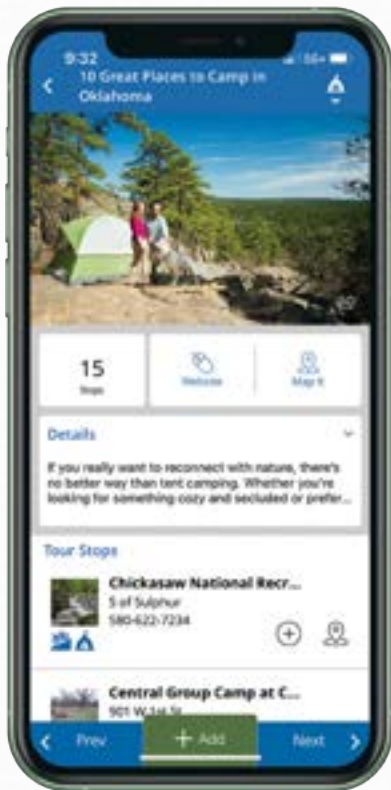 9:32
10 Great Places to Camp in
Oklahoma
15
Stops
Website
Map It
Details
If you really want to reconnect with nature, there's
no better way than tent camping. Whether you're
looking for something cozy and secluded or prefer...
Tour Stops
Chickasaw National Recr...
S of Sulphur
580-622-7234
Central Group Camp at C...
901 W 1st St
Prev
+ Add
Next